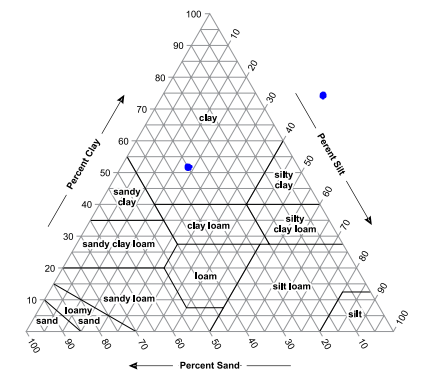 100
90
80
70
60
50
40
30
20
10
10
20
30
40
50
60
70
80
90
100
100
90
80
70
60
50
40
30
20
10
Percent Clay
Perent Silt
Percent Sand
clay
silty
clay
sandy
clay
silty
clay loam
clay loam
sandy clay loam
loam
silt loam
sandy loam
loamy
sand
sand
silt